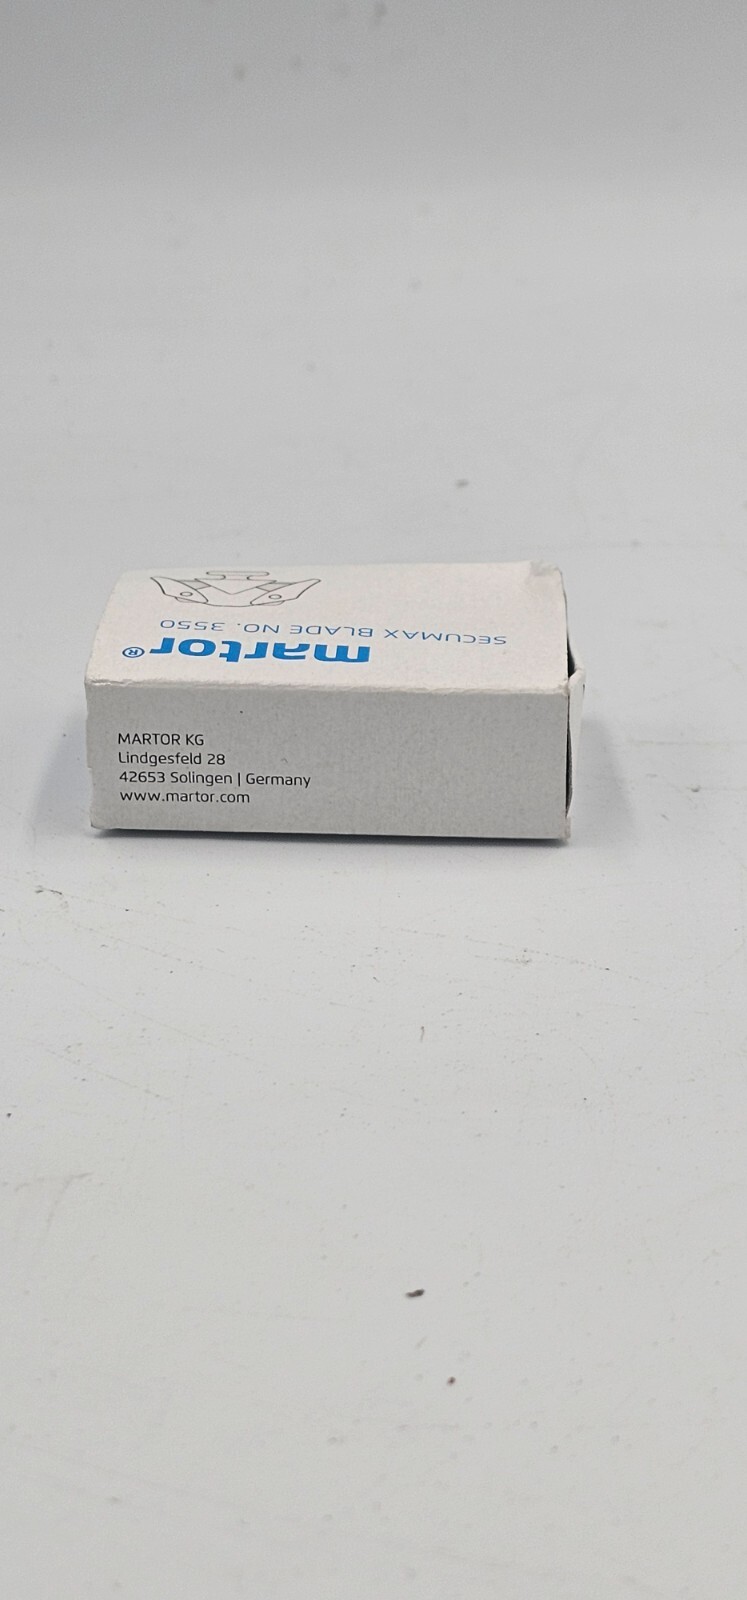 martor®
SECUMAX BLADE NO. 3550
MARTOR KG
Lindgesfeld 28
42653 Solingen | Germany
www.martor.com